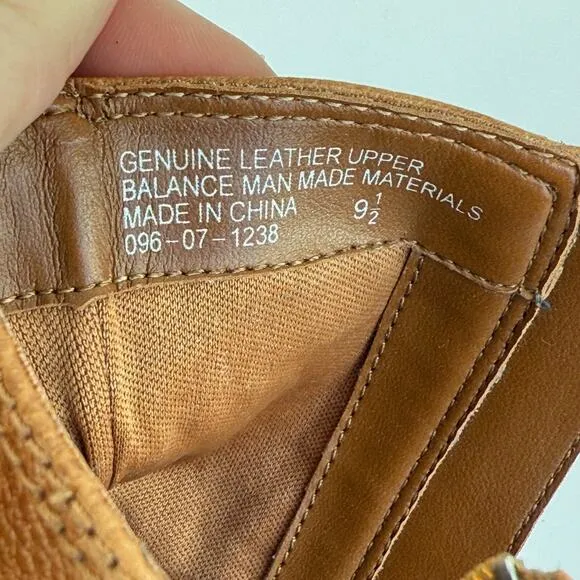 GENUINE LEATHER UPPER
BALANCE MAN MADE MATERIALS
MADE IN CHINA 9½
096-07-1238